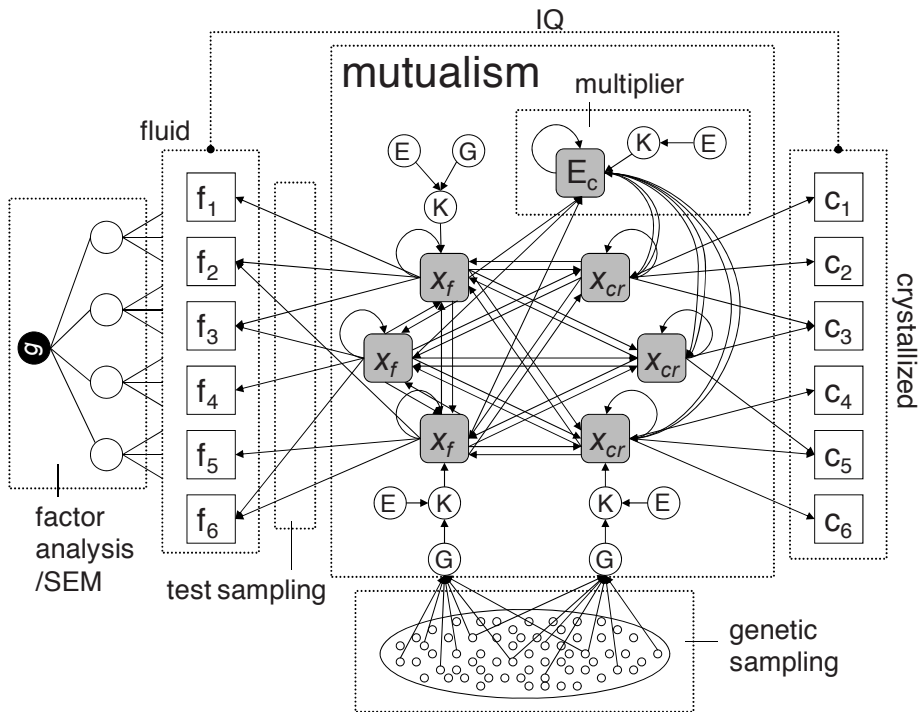 IQ
mutualism
multiplier
fluid
E
G
K
E
E_c
K
f_1
f_2
f_3
f_4
f_5
f_6
g
x_f
x_f
x_f
x_cr
x_cr
x_cr
c_1
c_2
c_3
c_4
c_5
c_6
crystallized
E
K
K
E
G
G
factor
analysis
/SEM
test sampling
genetic
sampling